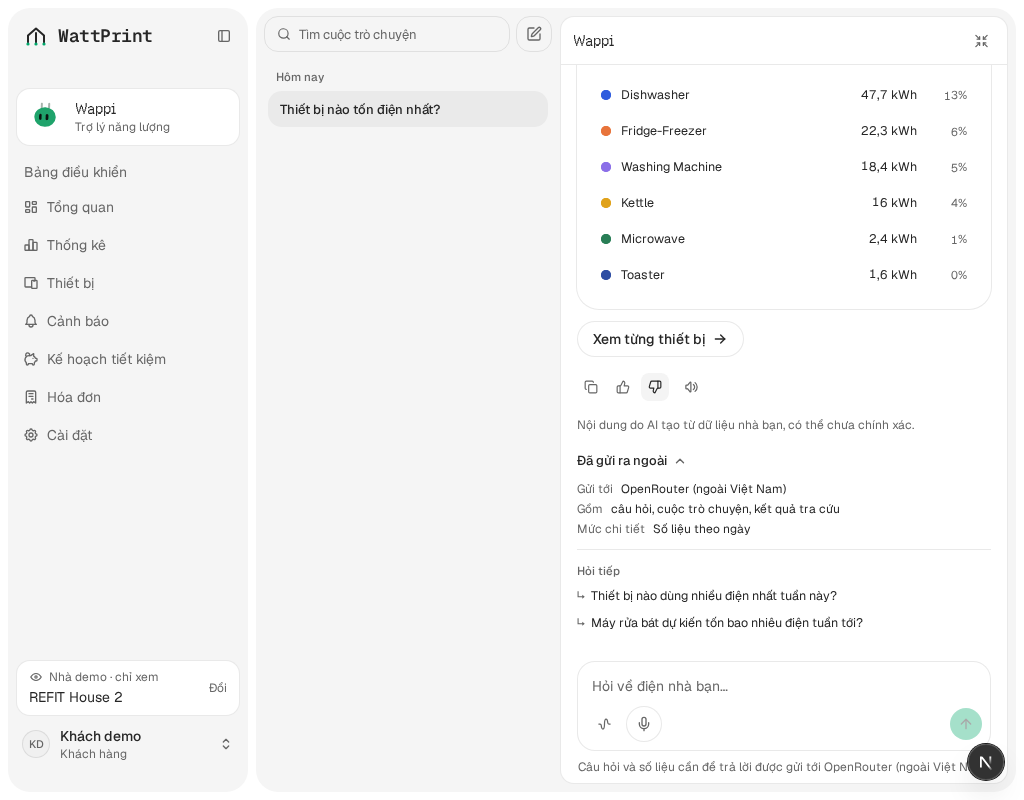 WattPrint
Wappi
Trợ lý năng lượng
Bảng điều khiển
Tổng quan
Thống kê
Thiết bị
Cảnh báo
Kế hoạch tiết kiệm
Hóa đơn
Cài đặt
Nhà demo · chỉ xem
REFIT House 2
Đổi
KD
Khách demo
Khách hàng
Tìm cuộc trò chuyện
Hôm nay
Thiết bị nào tốn điện nhất?
Wappi
Dishwasher 47,7 kWh 13%
Fridge-Freezer 22,3 kWh 6%
Washing Machine 18,4 kWh 5%
Kettle 16 kWh 4%
Microwave 2,4 kWh 1%
Toaster 1,6 kWh 0%
Xem từng thiết bị
Nội dung do AI tạo từ dữ liệu nhà bạn, có thể chưa chính xác.
Đã gửi ra ngoài
Gửi tới OpenRouter (ngoài Việt Nam)
Gồm câu hỏi, cuộc trò chuyện, kết quả tra cứu
Mức chi tiết Số liệu theo ngày
Hỏi tiếp
Thiết bị nào dùng nhiều điện nhất tuần này?
Máy rửa bát dự kiến tốn bao nhiêu điện tuần tới?
Hỏi về điện nhà bạn...
Câu hỏi và số liệu cần để trả lời được gửi tới OpenRouter (ngoài Việt
N